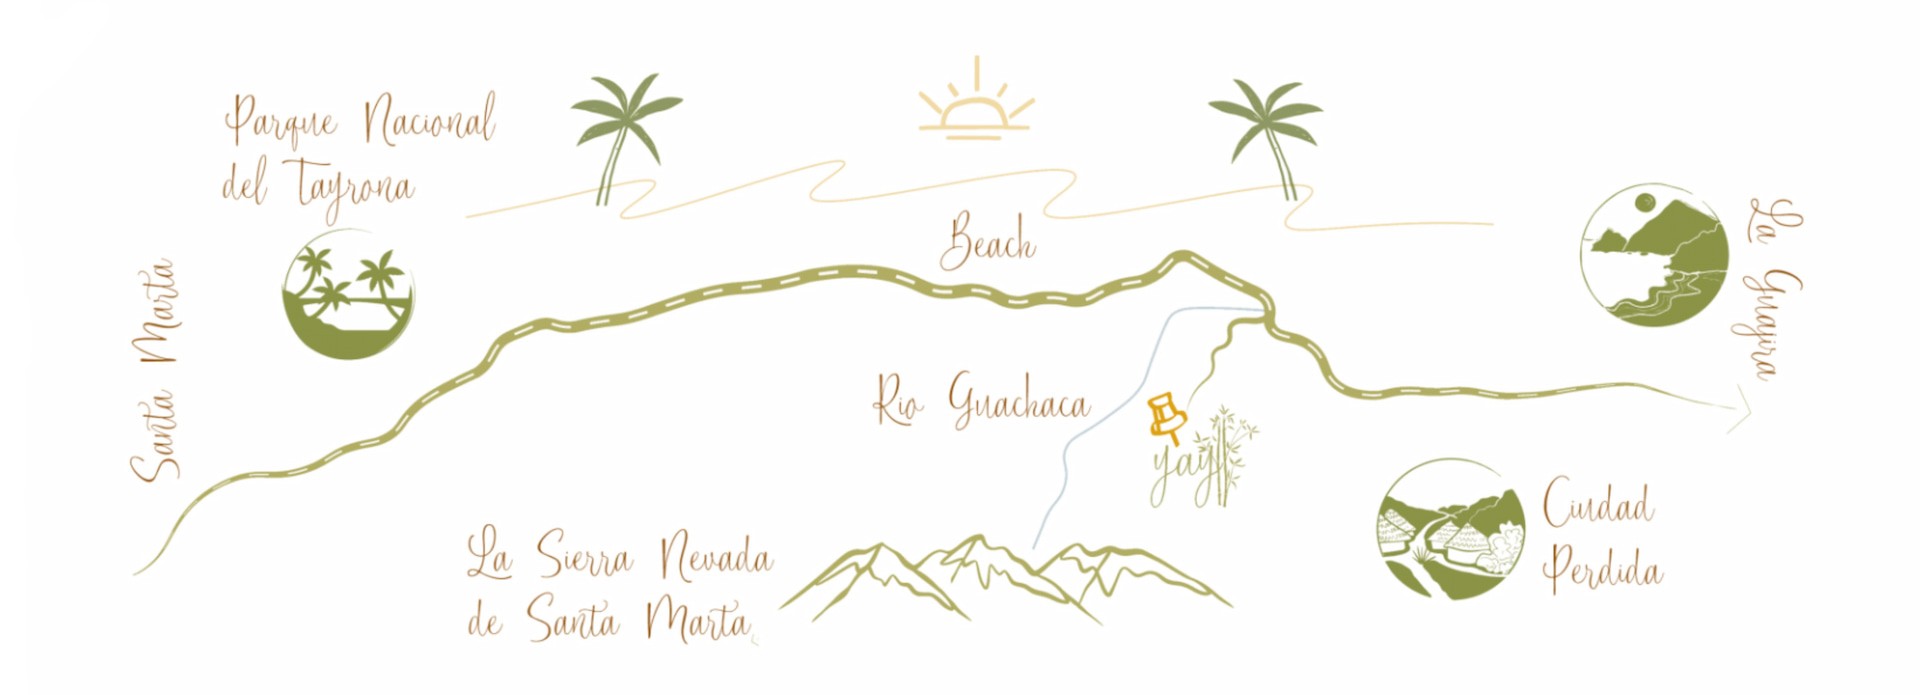 Parque Nacional
del Tayrona
Beach
La Guajira
Santa Marta
Rio Guachaca
yay
Ciudad
Perdida
La Sierra Nevada
de Santa Marta